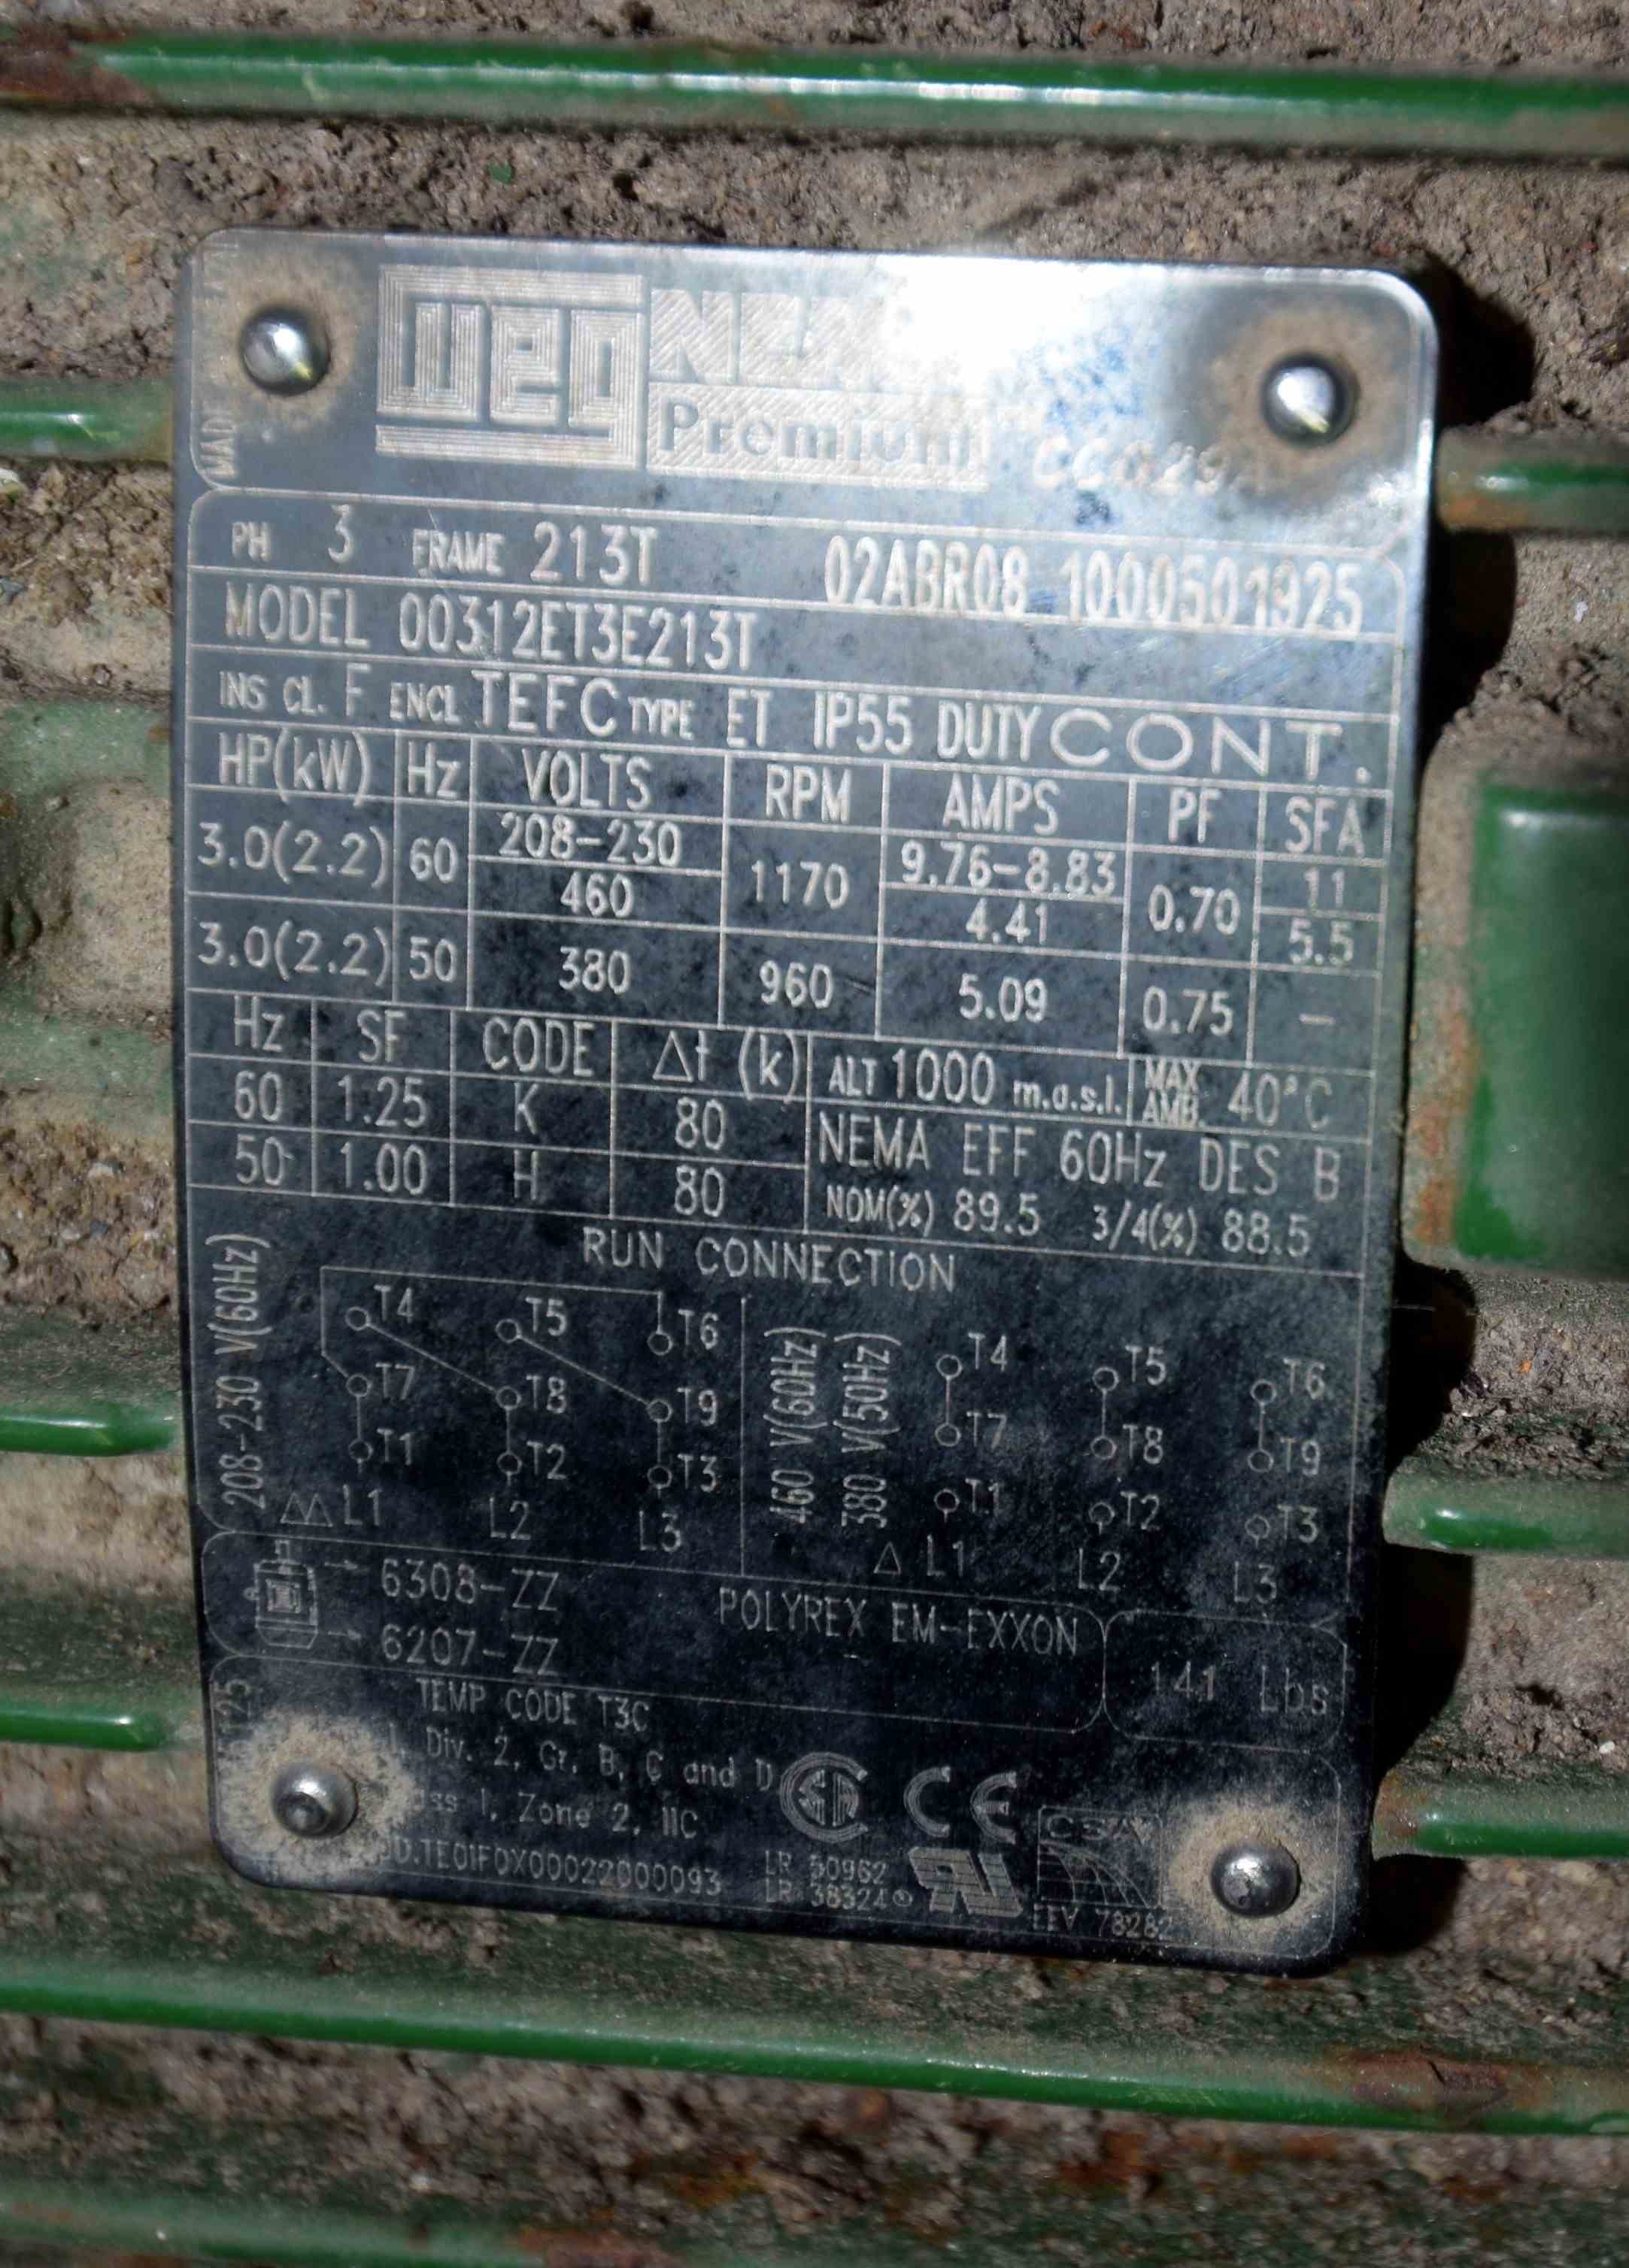 WEG
Premium
PH 3 FRAME 213T 02ABR08 1000501925
MODEL 00312ET3E213T
INS CL. F ENCL TEFC TYPE ET IP55 DUTY CONT.
HP(kW) Hz VOLTS RPM AMPS PF SFA
3.0(2.2) 60 208-230 1170 9.76-8.83 0.70 11
460 4.41 5.5
3.0(2.2) 50 380 960 5.09 0.75 -
Hz SF CODE Δt (k) ALT 1000 m.a.s.l. MAX AMB. 40°C
60 1.25 K 80 NEMA EFF 60Hz DES B
50 1.00 H 80 NOM(%) 89.5 3/4(%) 88.5
RUN CONNECTION
208-230 V(60Hz)
T4 T5 T6
T7 T8 T9
T1 T2 T3
△△ L1 L2 L3
460 V(60Hz)
380 V(50Hz)
T4 T5 T6
T7 T8 T9
T1 T2 T3
△ L1 L2 L3
6308-ZZ
6207-ZZ
POLYREX EM-EXXON
141 Lbs
TEMP CODE T3C
Div. 2, Gr. B, C and D
I, Zone 2, IIC
LR 50962
LR 38324
CE
CSA
EEV 78282